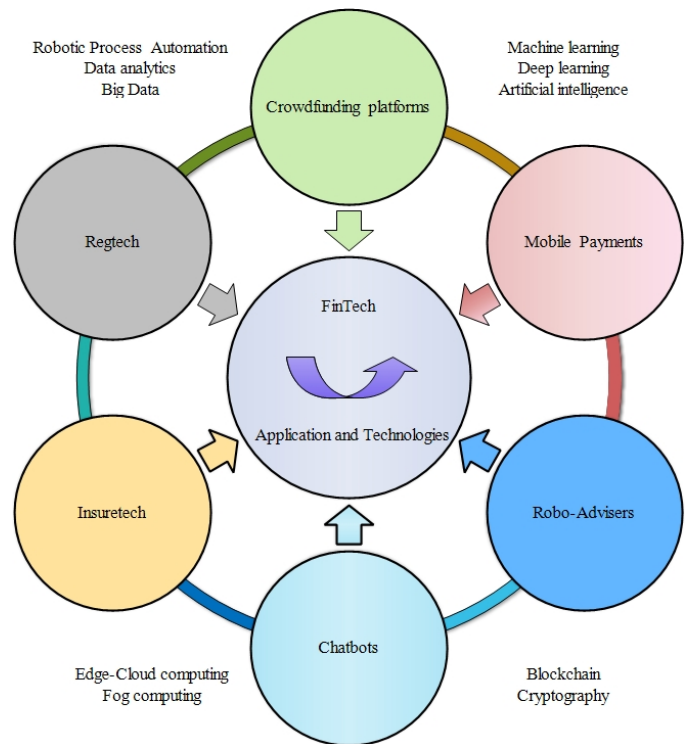 Robotic Process Automation
Data analytics
Big Data
Machine learning
Deep learning
Artificial intelligence
Crowdfunding platforms
Regtech
Mobile Payments
FinTech
Application and Technologies
Insuretech
Robo-Advisers
Chatbots
Edge-Cloud computing
Fog computing
Blockchain
Cryptography